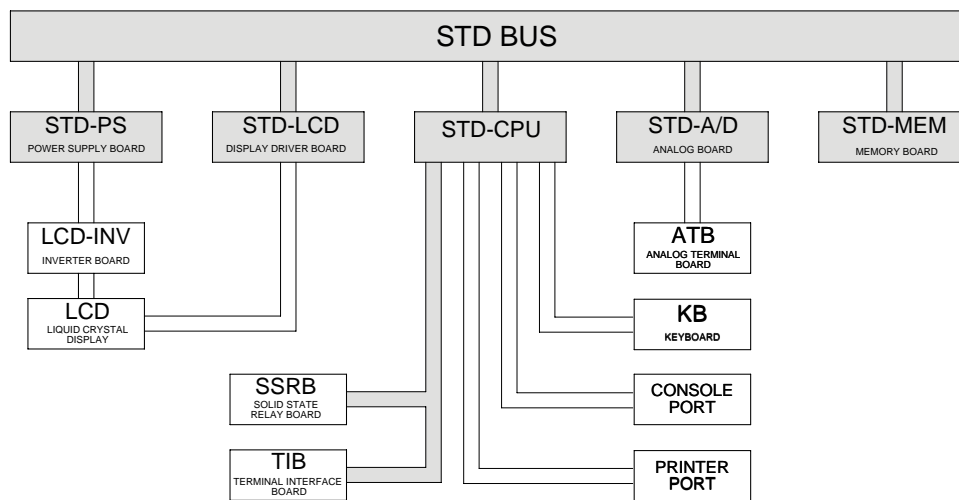 STD BUS
STD-PS
POWER SUPPLY BOARD
STD-LCD
DISPLAY DRIVER BOARD
STD-CPU
STD-A/D
ANALOG BOARD
STD-MEM
MEMORY BOARD
LCD-INV
INVERTER BOARD
ATB
ANALOG TERMINAL
BOARD
LCD
LIQUID CRYSTAL
DISPLAY
KB
KEYBOARD
SSRB
SOLID STATE
RELAY BOARD
CONSOLE
PORT
TIB
TERMINAL INTERFACE
BOARD
PRINTER
PORT